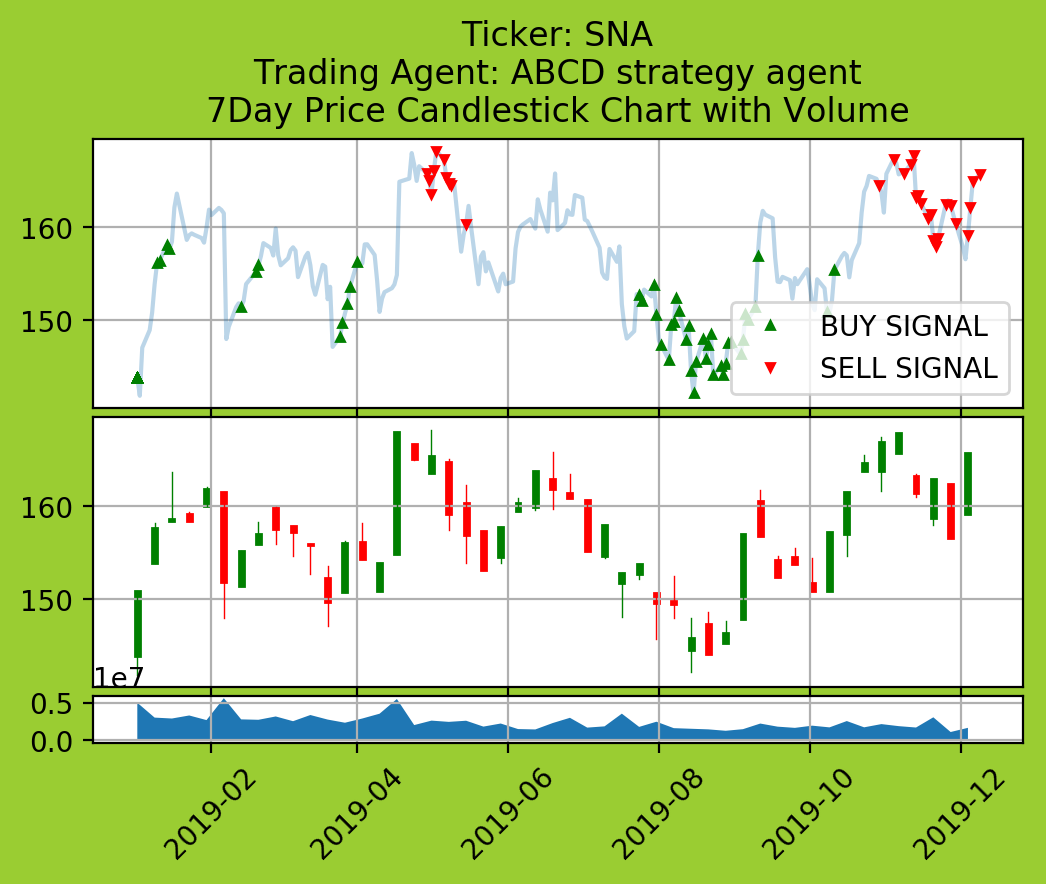 Ticker: SNA
Trading Agent: ABCD strategy agent
7Day Price Candlestick Chart with Volume
160
150
BUY SIGNAL
SELL SIGNAL
160
150
1e7
0.5
0.0
2019-02
2019-04
2019-06
2019-08
2019-10
2019-12